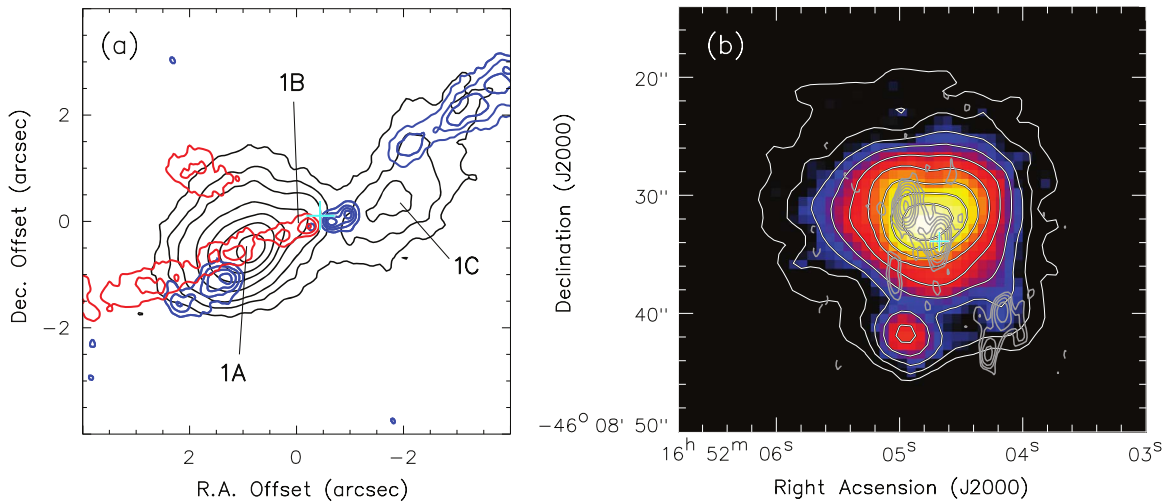 (a)
1B
1C
1A
2
0
−2
Dec. Offset (arcsec)
2
0
−2
R.A. Offset (arcsec)
(b)
20''
30''
40''
−46° 08' 50''
Declination (J2000)
16ʰ 52ᵐ 06ˢ
05ˢ
04ˢ
03ˢ
Right Acsension (J2000)